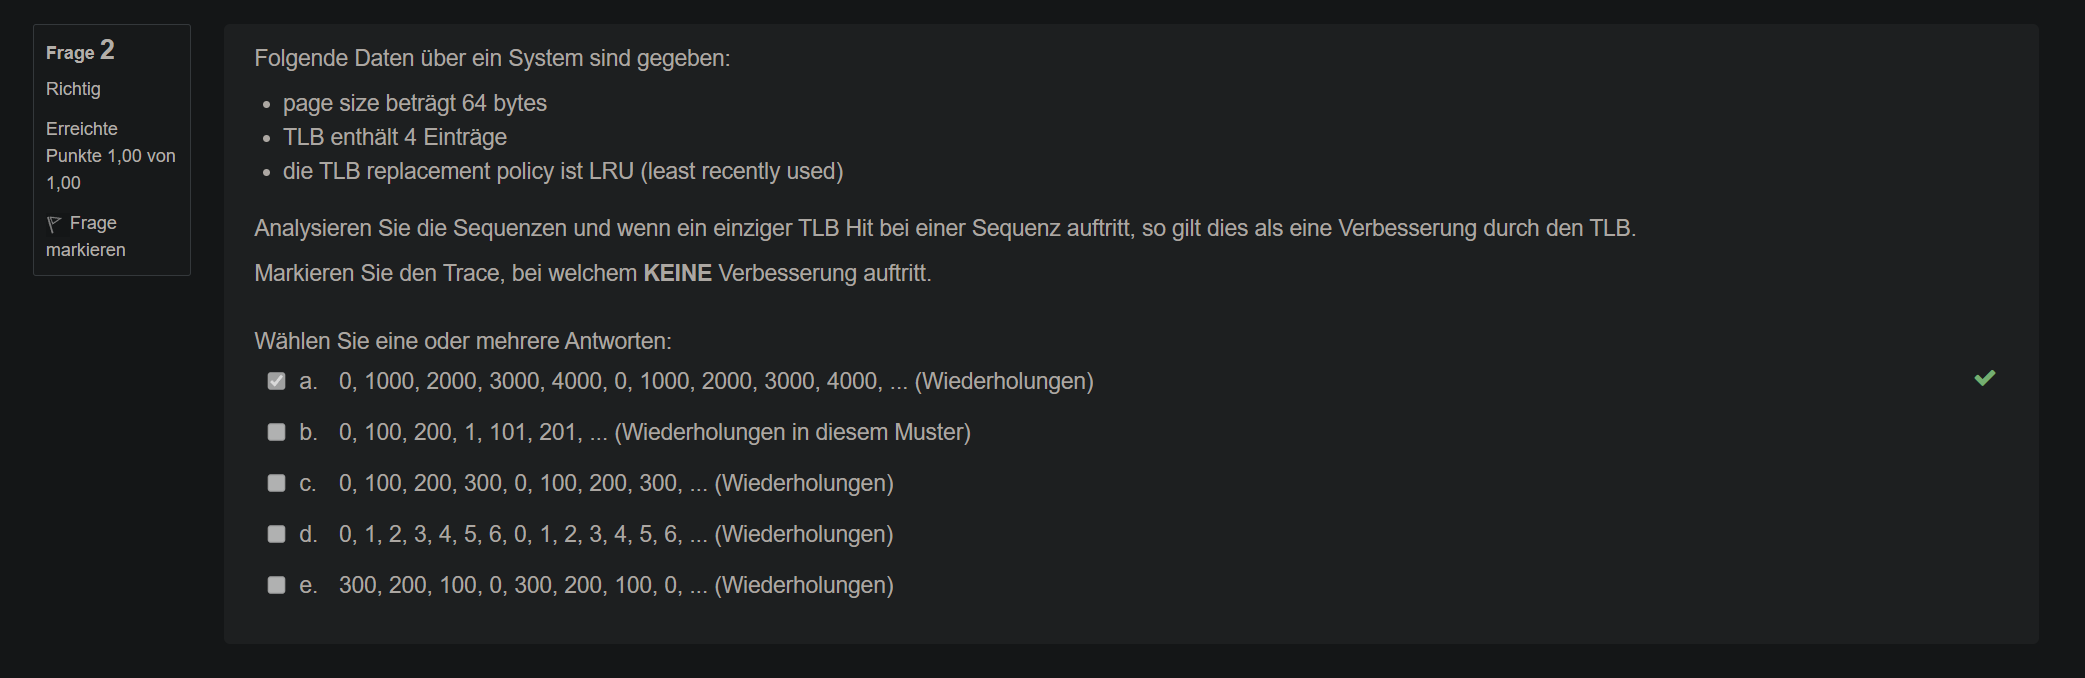 Frage 2
Richtig
Erreichte
Punkte 1,00 von
1,00
Frage
markieren
Folgende Daten über ein System sind gegeben:
• page size beträgt 64 bytes
• TLB enthält 4 Einträge
• die TLB replacement policy ist LRU (least recently used)
Analysieren Sie die Sequenzen und wenn ein einziger TLB Hit bei einer Sequenz auftritt, so gilt dies als eine Verbesserung durch den TLB.
Markieren Sie den Trace, bei welchem KEINE Verbesserung auftritt.
Wählen Sie eine oder mehrere Antworten:
a. 0, 1000, 2000, 3000, 4000, 0, 1000, 2000, 3000, 4000, ... (Wiederholungen)
b. 0, 100, 200, 1, 101, 201, ... (Wiederholungen in diesem Muster)
c. 0, 100, 200, 300, 0, 100, 200, 300, ... (Wiederholungen)
d. 0, 1, 2, 3, 4, 5, 6, 0, 1, 2, 3, 4, 5, 6, ... (Wiederholungen)
e. 300, 200, 100, 0, 300, 200, 100, 0, ... (Wiederholungen)